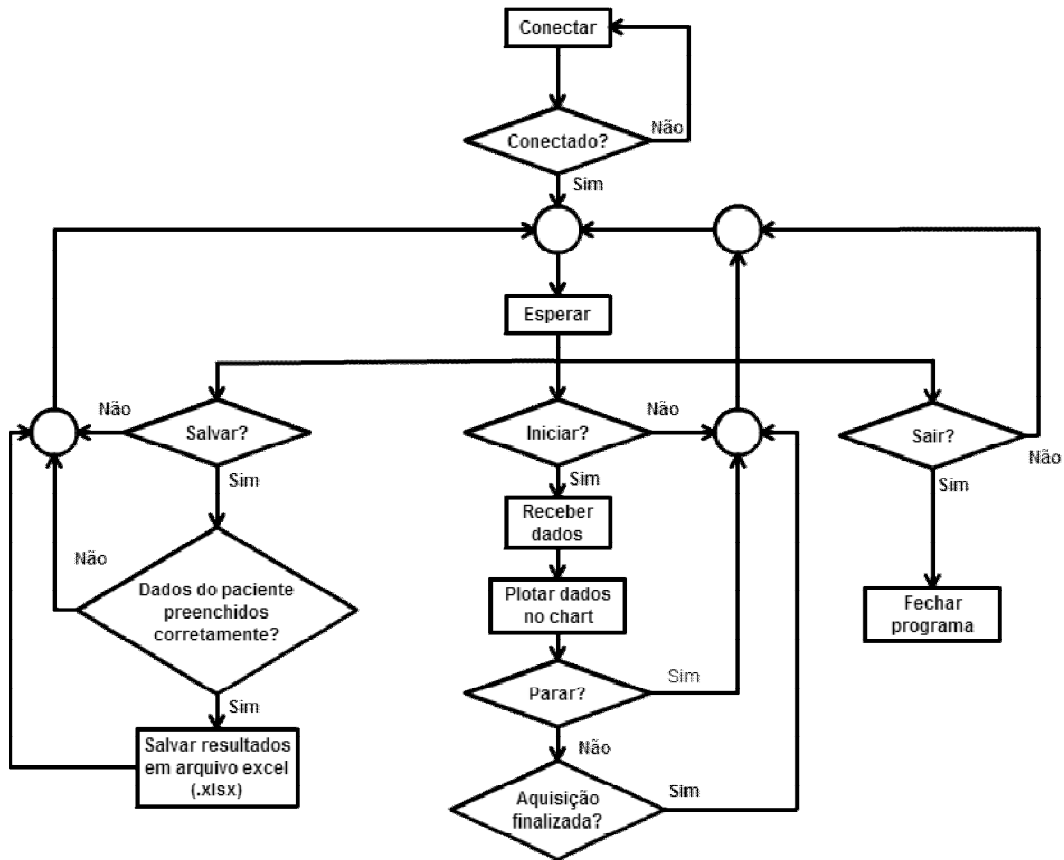 Conectar
Conectado?
Não
Sim
Esperar
Não
Salvar?
Sim
Iniciar?
Não
Sim
Sair?
Não
Sim
Receber
dados
Não
Dados do paciente
preenchidos
corretamente?
Plotar dados
no chart
Fechar
programa
Sim
Parar?
Sim
Não
Salvar resultados
em arquivo excel
(.xlsx)
Aquisição
finalizada?
Sim